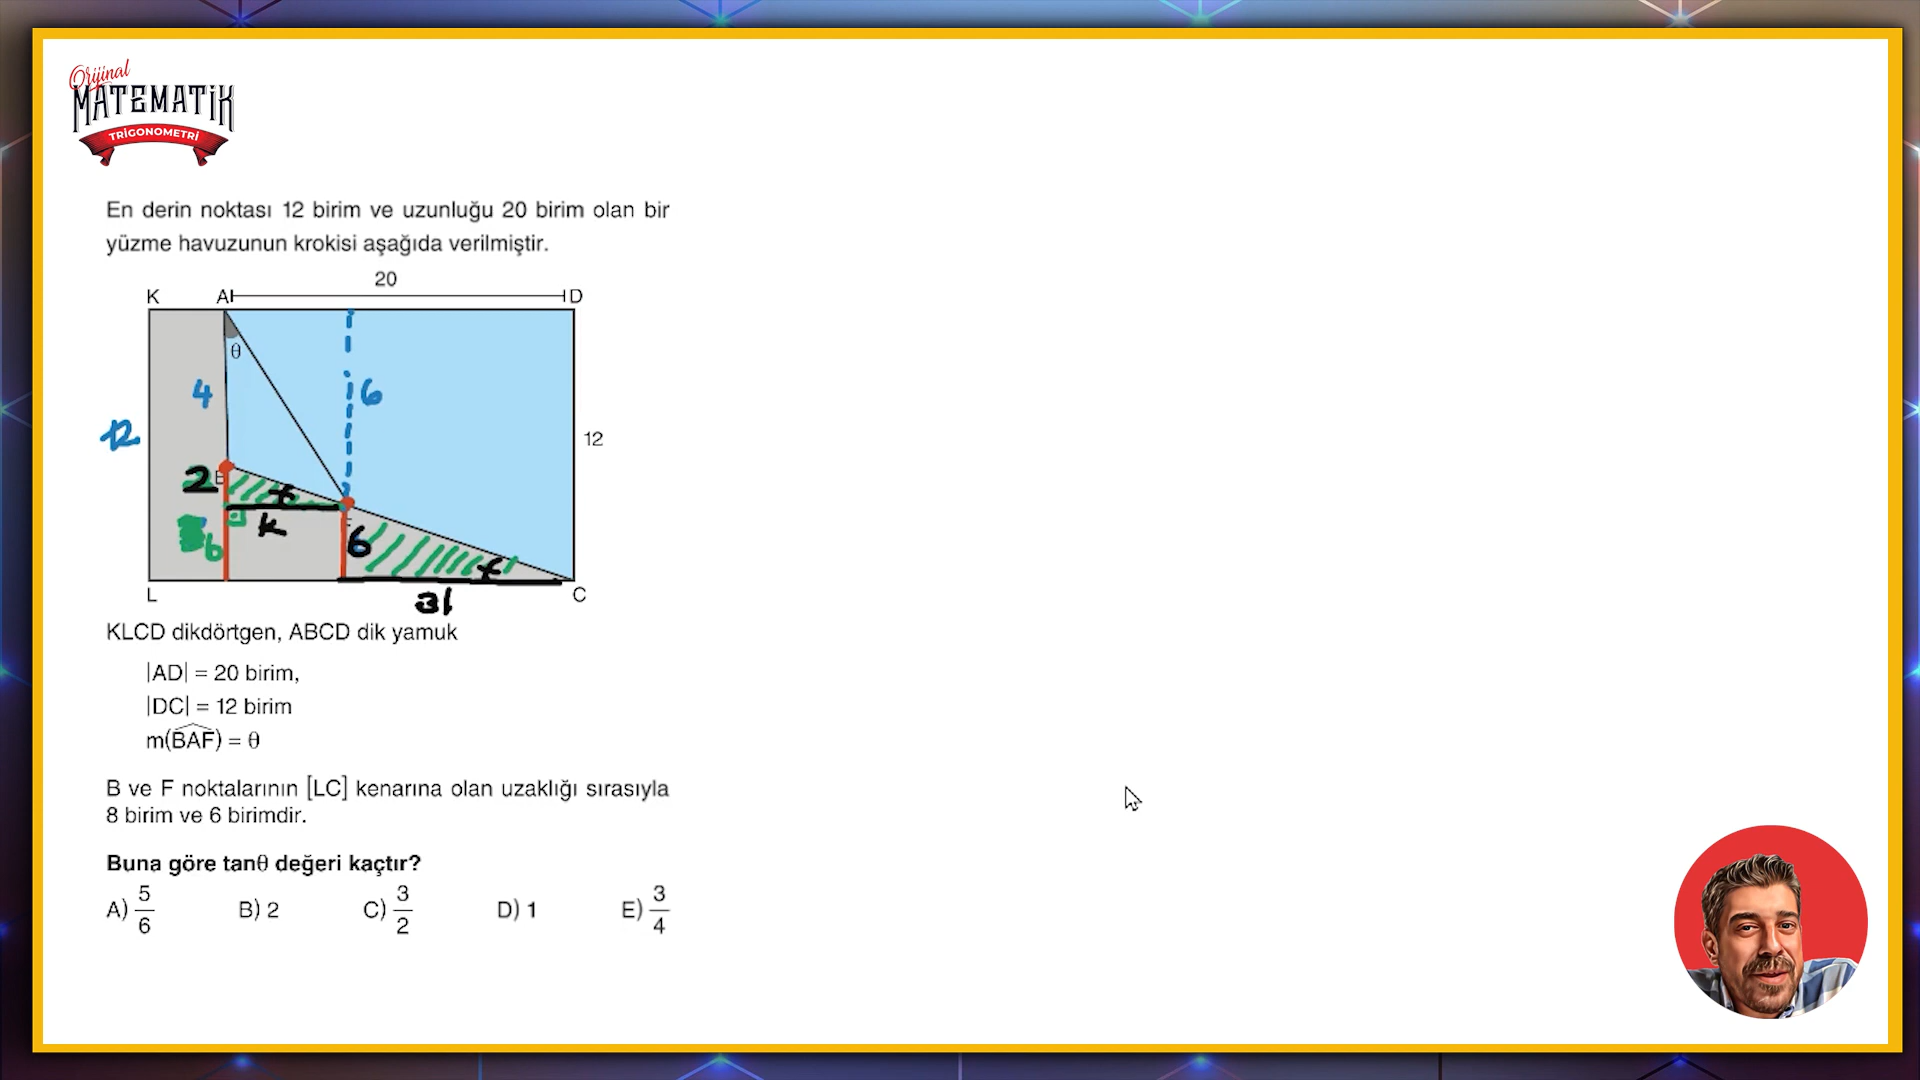 Orijinal
MATEMATİK
TRİGONOMETRİ
En derin noktası 12 birim ve uzunluğu 20 birim olan bir
yüzme havuzunun krokisi aşağıda verilmiştir.
20
K A D
θ
4 6
12 12
2 B
k
6 6
L C
KLCD dikdörtgen, ABCD dik yamuk
|AD| = 20 birim,
|DC| = 12 birim
m(BAF) = θ
B ve F noktalarının [LC] kenarına olan uzaklığı sırasıyla
8 birim ve 6 birimdir.
Buna göre tanθ değeri kaçtır?
A) 5/6 B) 2 C) 3/2 D) 1 E) 3/4